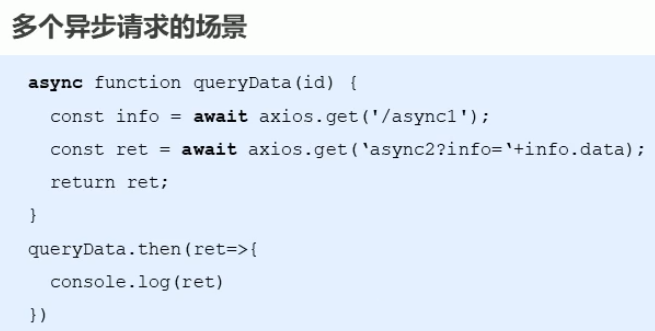 多个异步请求的场景
async function queryData(id) {
const info = await axios.get('/async1');
const ret = await axios.get(‘async2?info=‘+info.data);
return ret;
}
queryData.then(ret=>{
console.log(ret)
})